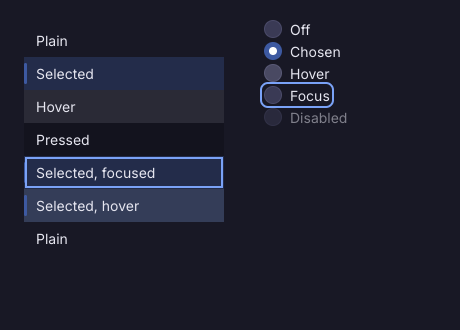 Plain
Selected
Hover
Pressed
Selected, focused
Selected, hover
Plain
Off
Chosen
Hover
Focus
Disabled